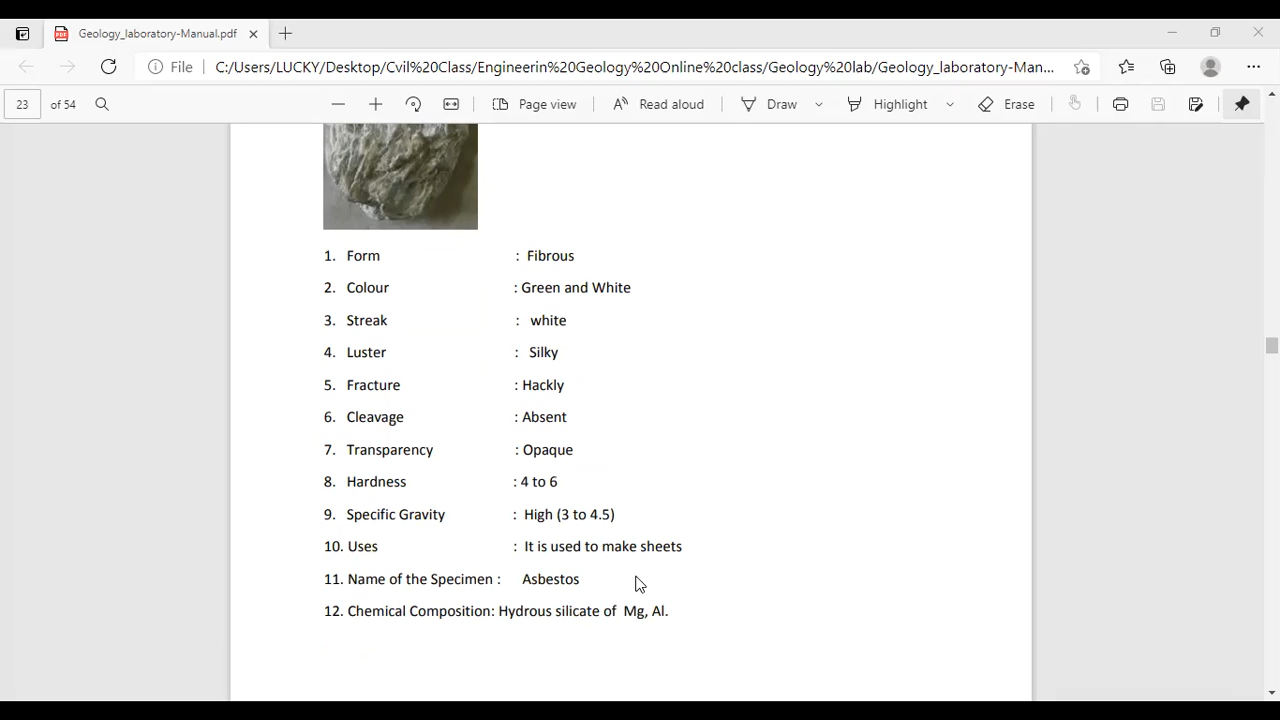 Geology_laboratory-Manual.pdf
File C:/Users/LUCKY/Desktop/Cvil%20Class/Engineerin%20Geology%20Online%20class/Geology%20lab/Geology_laboratory-Man...
23 of 54 Page view Read aloud Draw Highlight Erase
1. Form : Fibrous
2. Colour : Green and White
3. Streak : white
4. Luster : Silky
5. Fracture : Hackly
6. Cleavage : Absent
7. Transparency : Opaque
8. Hardness : 4 to 6
9. Specific Gravity : High (3 to 4.5)
10. Uses : It is used to make sheets
11. Name of the Specimen : Asbestos
12. Chemical Composition: Hydrous silicate of Mg, Al.